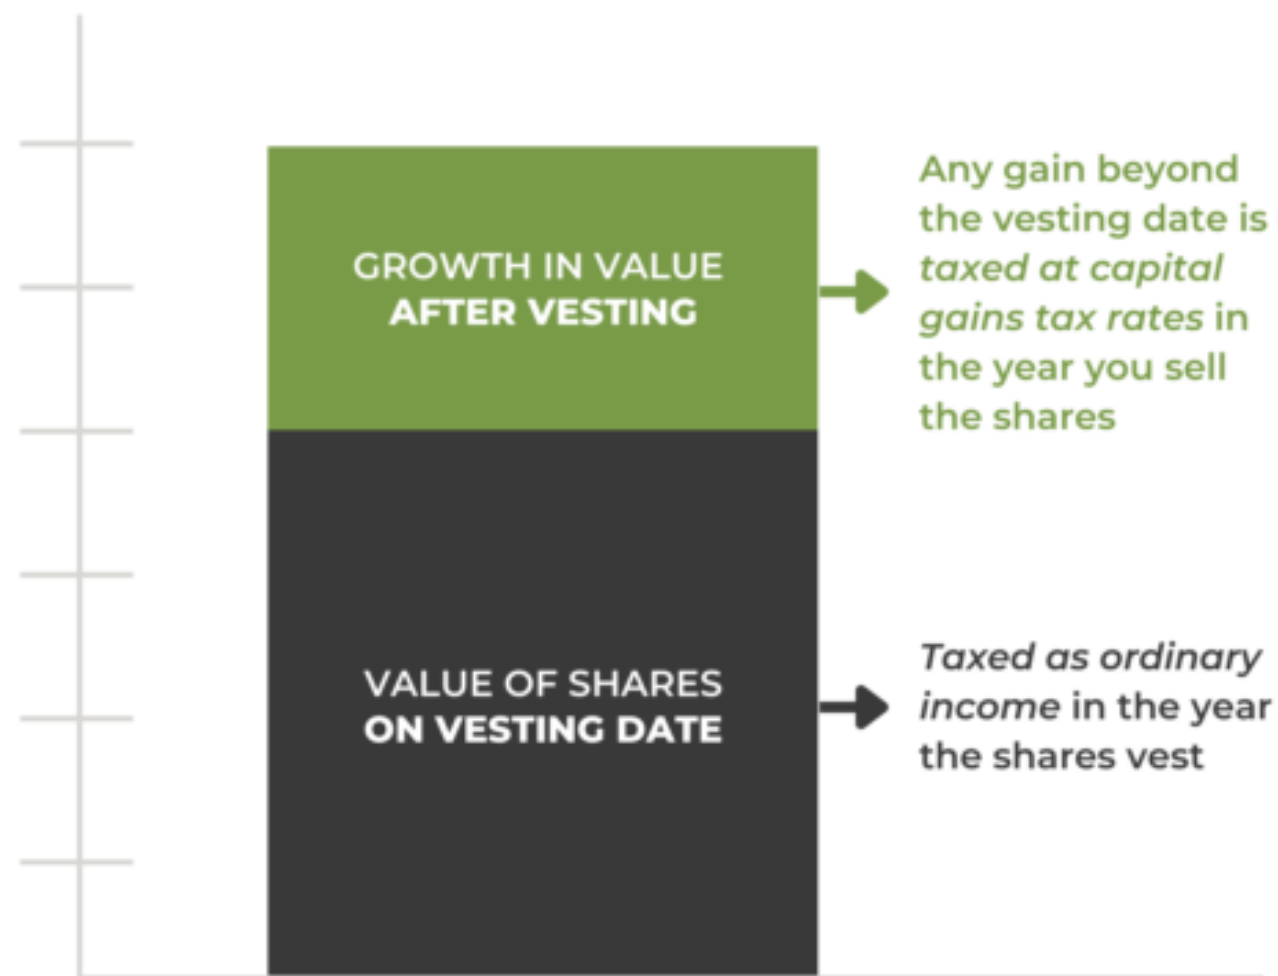 GROWTH IN VALUE
AFTER VESTING
Any gain beyond
the vesting date is
taxed at capital
gains tax rates in
the year you sell
the shares
VALUE OF SHARES
ON VESTING DATE
Taxed as ordinary
income in the year
the shares vest